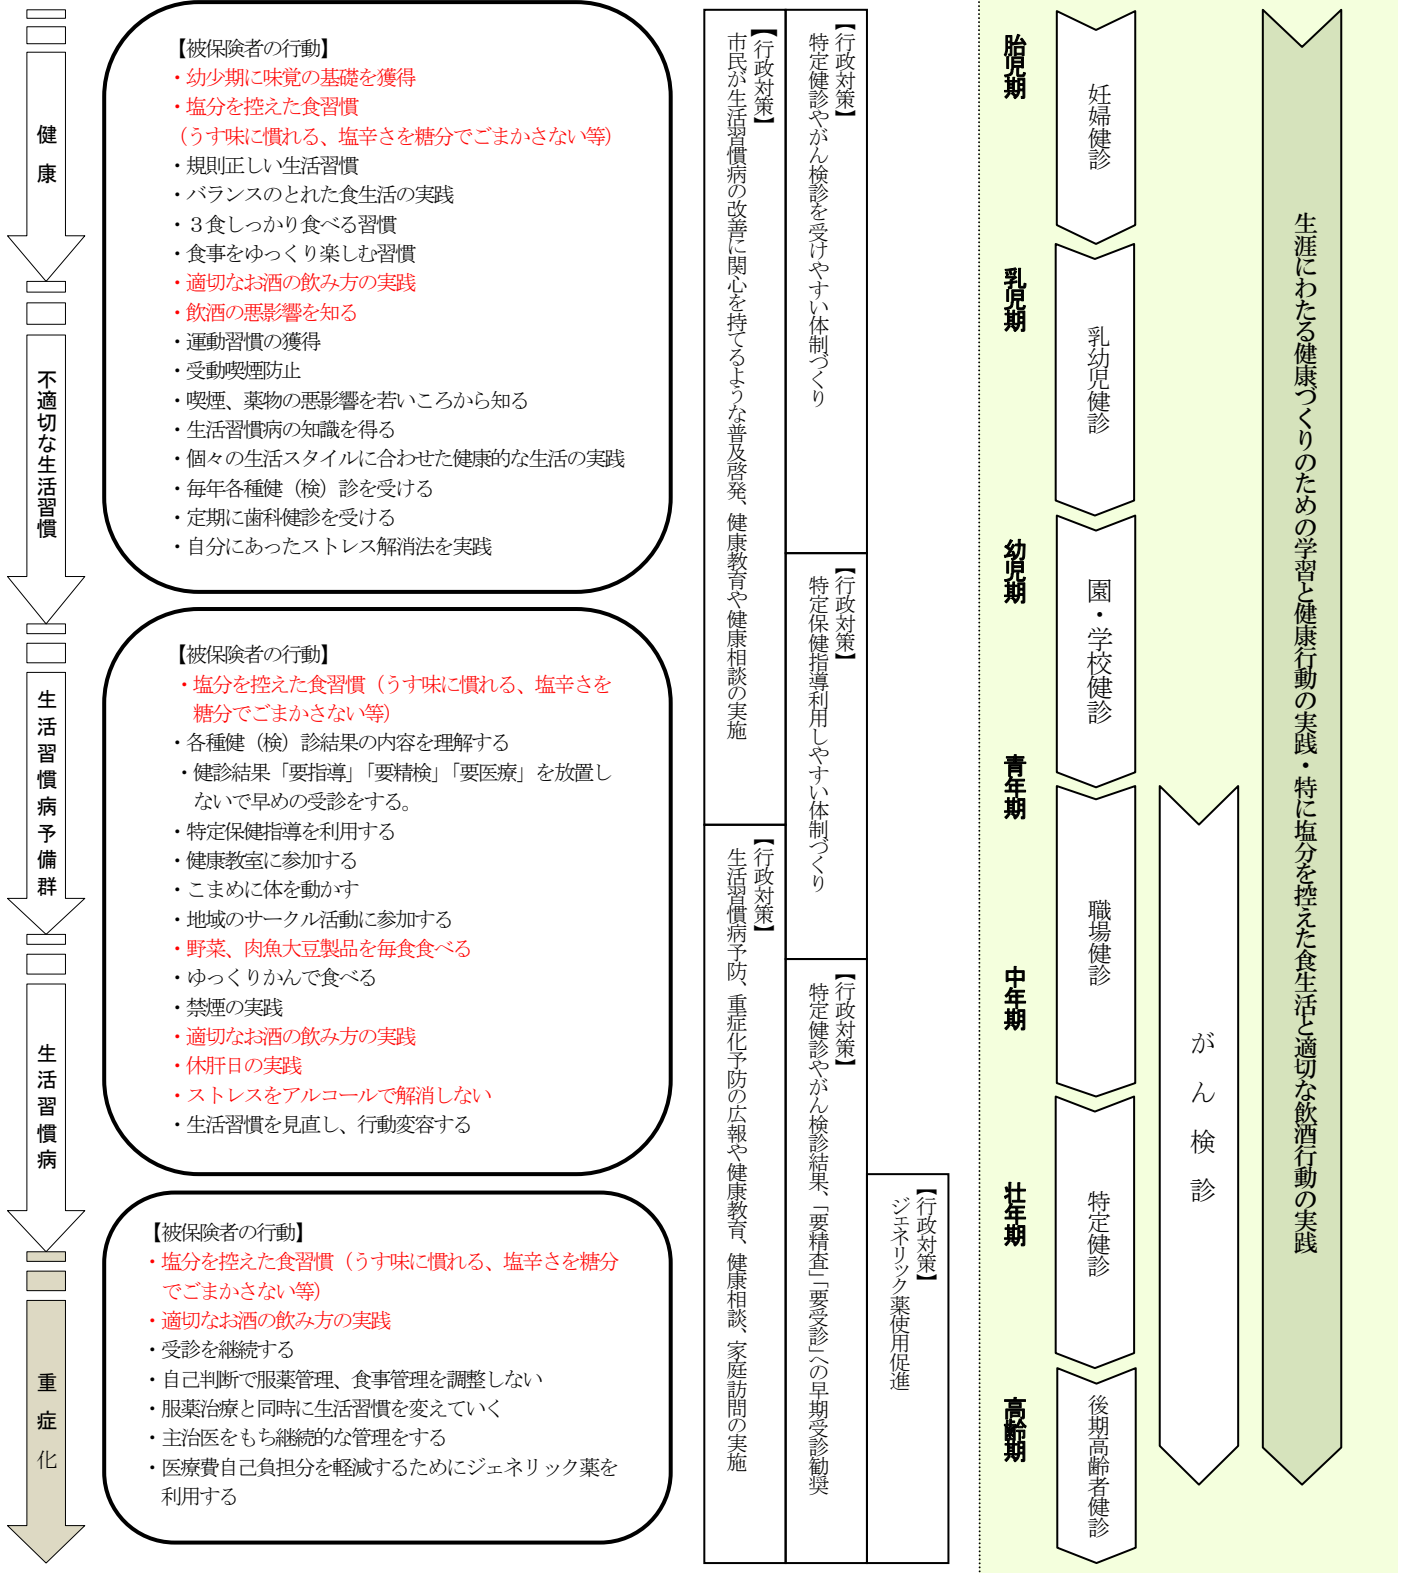 健康
不適切な生活習慣
生活習慣病予備群
生活習慣病
重症化
【被保険者の行動】
・幼少期に味覚の基礎を獲得
・塩分を控えた食習慣
（うす味に慣れる、塩辛さを糖分でごまかさない等）
・規則正しい生活習慣
・バランスのとれた食生活の実践
・３食しっかり食べる習慣
・食事をゆっくり楽しむ習慣
・適切なお酒の飲み方の実践
・飲酒の悪影響を知る
・運動習慣の獲得
・受動喫煙防止
・喫煙、薬物の悪影響を若いころから知る
・生活習慣病の知識を得る
・個々の生活スタイルに合わせた健康的な生活の実践
・毎年各種健（検）診を受ける
・定期に歯科健診を受ける
・自分にあったストレス解消法を実践
【被保険者の行動】
・塩分を控えた食習慣（うす味に慣れる、塩辛さを
糖分でごまかさない等）
・各種健（検）診結果の内容を理解する
・健診結果「要指導」「要精検」「要医療」を放置し
ないで早めの受診をする。
・特定保健指導を利用する
・健康教室に参加する
・こまめに体を動かす
・地域のサークル活動に参加する
・野菜、肉魚大豆製品を毎食食べる
・ゆっくりかんで食べる
・禁煙の実践
・適切なお酒の飲み方の実践
・休肝日の実践
・ストレスをアルコールで解消しない
・生活習慣を見直し、行動変容する
【被保険者の行動】
・塩分を控えた食習慣（うす味に慣れる、塩辛さを糖分
でごまかさない等）
・適切なお酒の飲み方の実践
・受診を継続する
・自己判断で服薬管理、食事管理を調整しない
・服薬治療と同時に生活習慣を変えていく
・主治医をもち継続的な管理をする
・医療費自己負担分を軽減するためにジェネリック薬を
利用する
【行政対策】
市民が生活習慣病の改善に関心を持てるような普及啓発、健康教育や健康相談の実施
【行政対策】
生活習慣病予防、重症化予防の広報や健康教育、健康相談、家庭訪問の実施
【行政対策】
特定健診やがん検診を受けやすい体制づくり
【行政対策】
特定保健指導利用しやすい体制づくり
【行政対策】
特定健診やがん検診結果、「要精査」「要受診」への早期受診勧奨
【行政対策】
ジェネリック薬使用促進
胎児期
乳児期
幼児期
青年期
中年期
壮年期
高齢期
妊婦健診
乳幼児健診
園・学校健診
職場健診
特定健診
後期高齢者健診
がん検診
生涯にわたる健康づくりのための学習と健康行動の実践・特に塩分を控えた食生活と適切な飲酒行動の実践